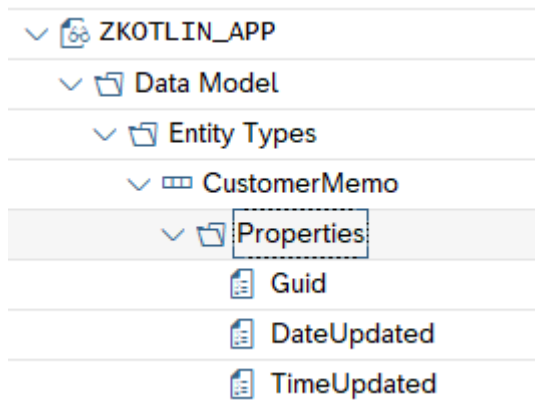 ZKOTLIN_APP
Data Model
Entity Types
CustomerMemo
Properties
Guid
DateUpdated
TimeUpdated